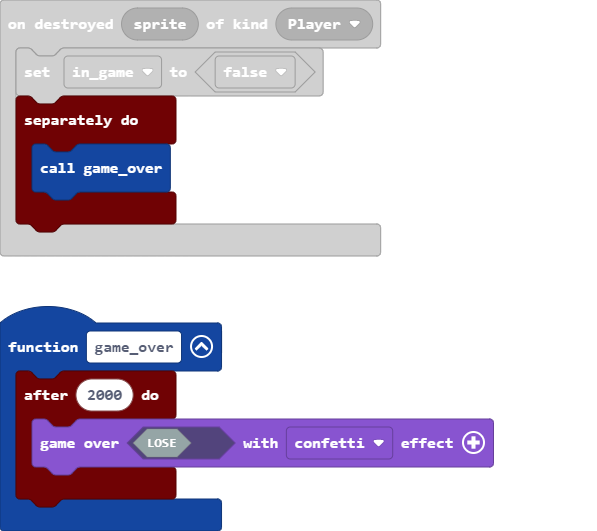 on destroyed sprite of kind Player
set in_game to false
separately do
call game_over
function game_over
after 2000 do
game over LOSE with confetti effect